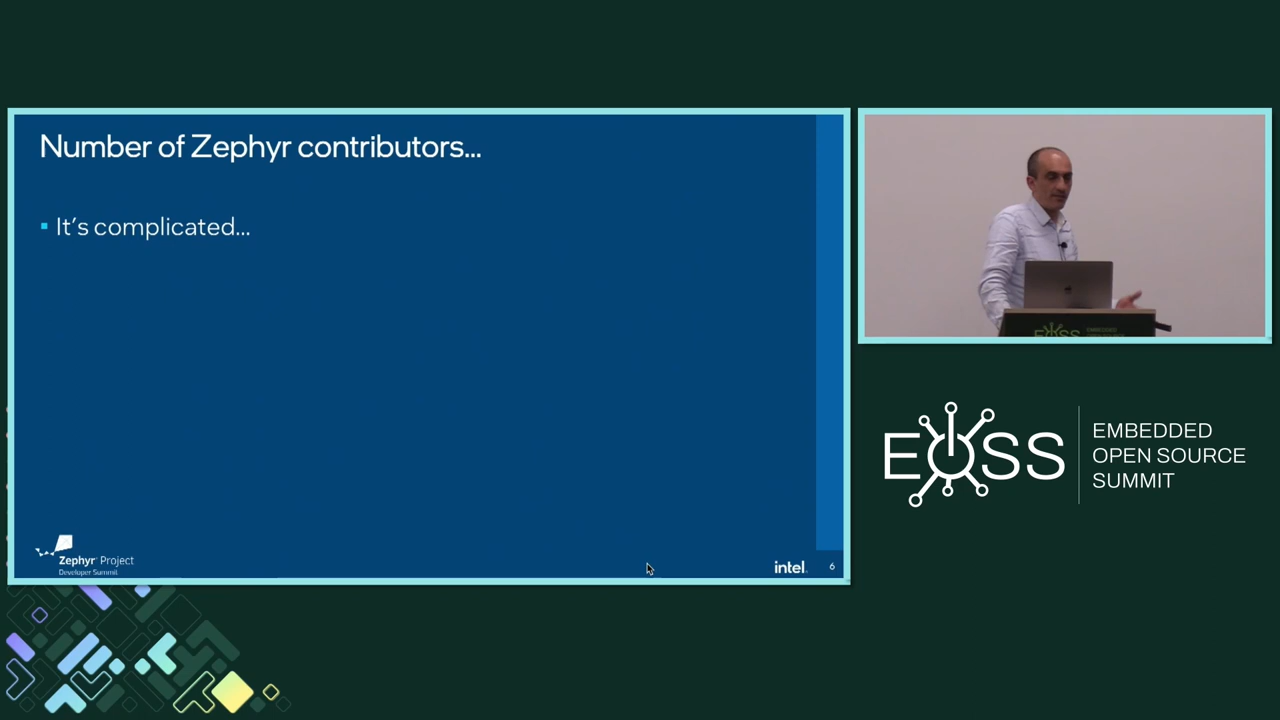 Number of Zephyr contributors...
It's complicated...
Zephyr® Project
Developer Summit
intel.
6
EOSS
EMBEDDED
OPEN SOURCE
SUMMIT